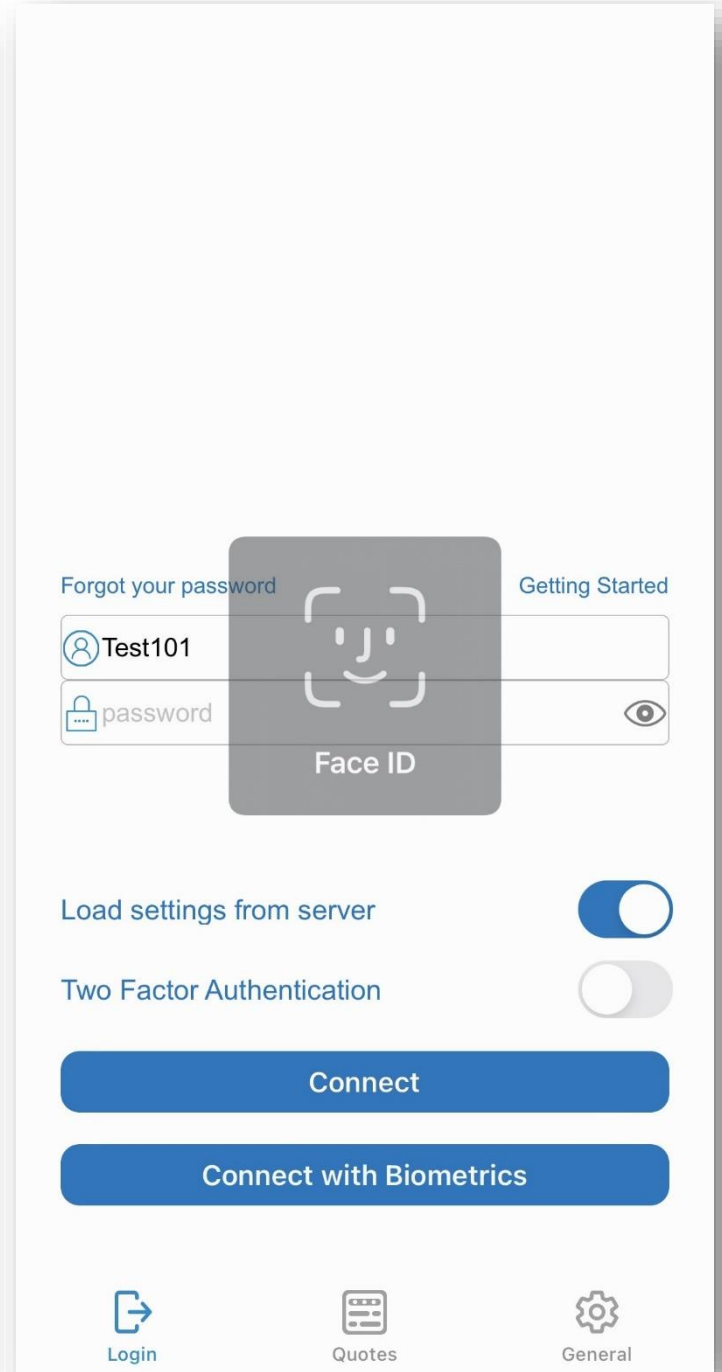 Forgot your password Getting Started
Test101
password
Face ID
Load settings from server
Two Factor Authentication
Connect
Connect with Biometrics
Login Quotes General